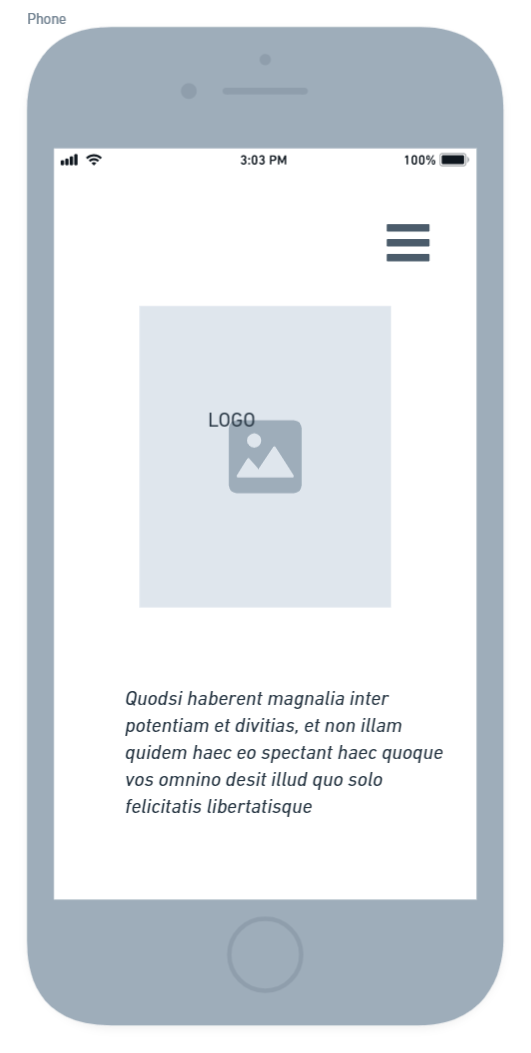 Phone
3:03 PM
100%
LOGO
Quodsi haberent magnalia inter
potentiam et divitias, et non illam
quidem haec eo spectant haec quoque
vos omnino desit illud quo solo
felicitatis libertatisque